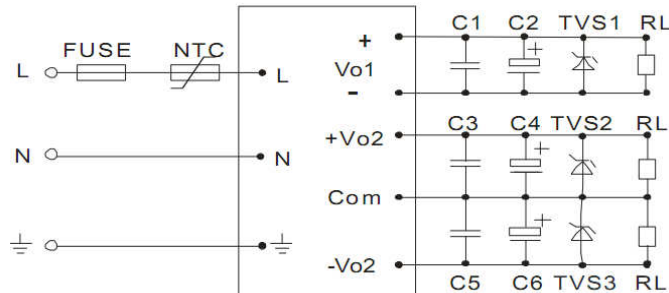 C1 C2 TVS1 RL
FUSE NTC + +
L L Vo1
-
C3 C4 TVS2 RL
N N +Vo2 +
Com
+
-Vo2
C5 C6 TVS3 RL